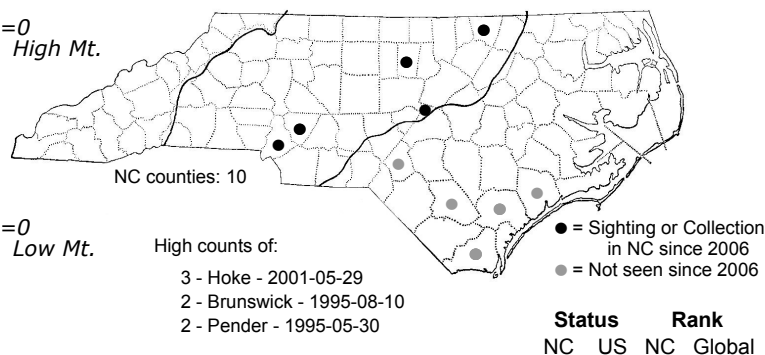 =0
High Mt.
NC counties: 10
=0
Low Mt.
High counts of:
3 - Hoke - 2001-05-29
2 - Brunswick - 1995-08-10
2 - Pender - 1995-05-30
= Sighting or Collection
in NC since 2006
= Not seen since 2006
Status Rank
NC US NC Global